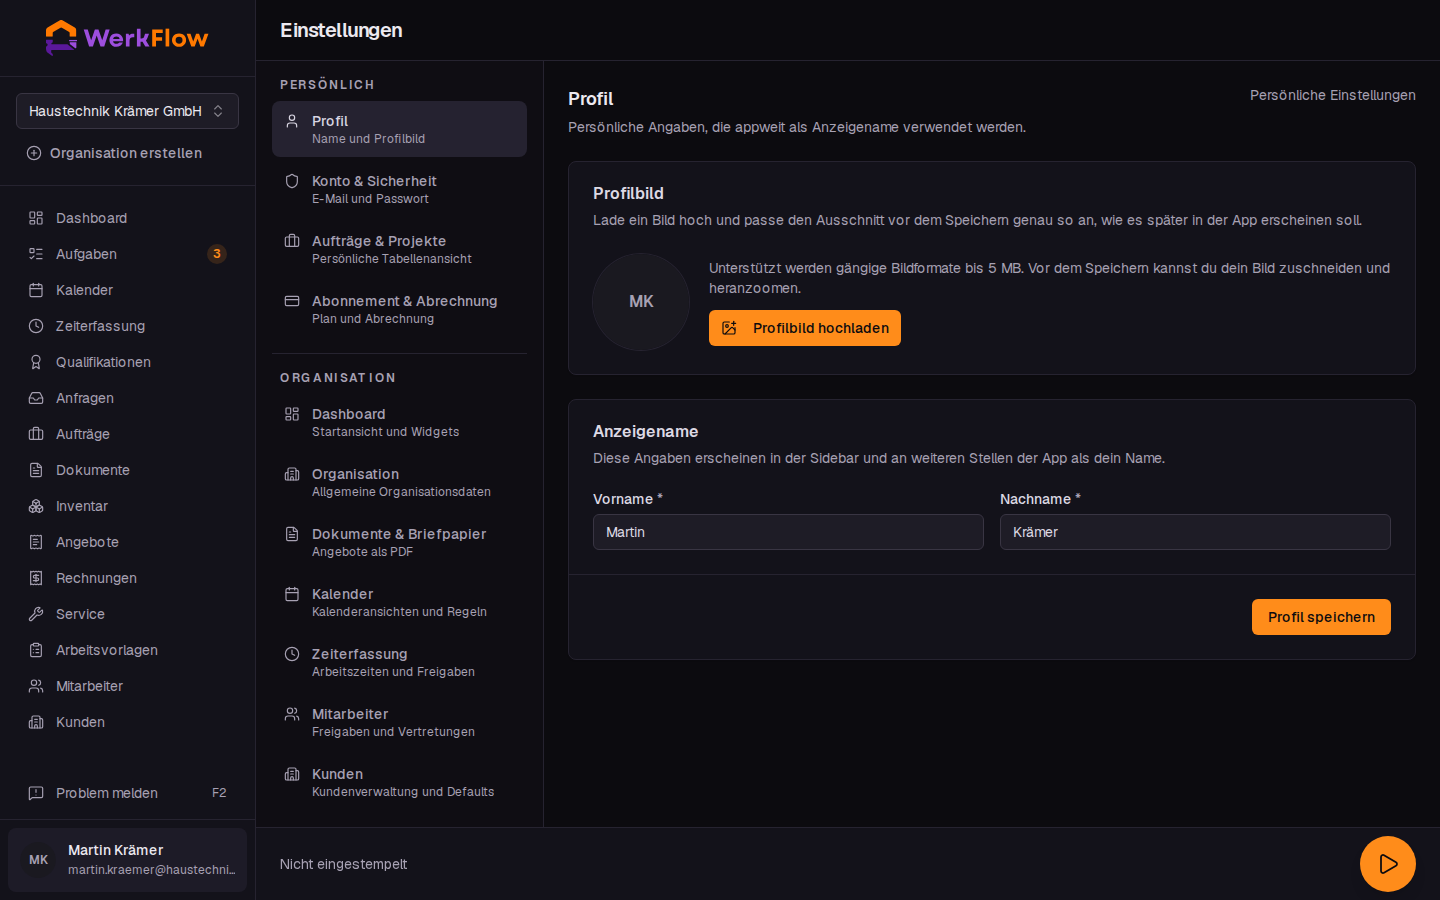 WerkFlow
Haustechnik Krämer GmbH
Organisation erstellen
Dashboard
Aufgaben
3
Kalender
Zeiterfassung
Qualifikationen
Anfragen
Aufträge
Dokumente
Inventar
Angebote
Rechnungen
Service
Arbeitsvorlagen
Mitarbeiter
Kunden
Problem melden
F2
MK
Martin Krämer
martin.kraemer@haustechni...
Einstellungen
PERSÖNLICH
Profil
Name und Profilbild
Konto & Sicherheit
E-Mail und Passwort
Aufträge & Projekte
Persönliche Tabellenansicht
Abonnement & Abrechnung
Plan und Abrechnung
ORGANISATION
Dashboard
Startansicht und Widgets
Organisation
Allgemeine Organisationsdaten
Dokumente & Briefpapier
Angebote als PDF
Kalender
Kalenderansichten und Regeln
Zeiterfassung
Arbeitszeiten und Freigaben
Mitarbeiter
Freigaben und Vertretungen
Kunden
Kundenverwaltung und Defaults
Profil
Persönliche Einstellungen
Persönliche Angaben, die appweit als Anzeigename verwendet werden.
Profilbild
Lade ein Bild hoch und passe den Ausschnitt vor dem Speichern genau so an, wie es später in der App erscheinen soll.
MK
Unterstützt werden gängige Bildformate bis 5 MB. Vor dem Speichern kannst du dein Bild zuschneiden und
heranzoomen.
Profilbild hochladen
Anzeigename
Diese Angaben erscheinen in der Sidebar und an weiteren Stellen der App als dein Name.
Vorname *
Nachname *
Martin
Krämer
Profil speichern
Nicht eingestempelt